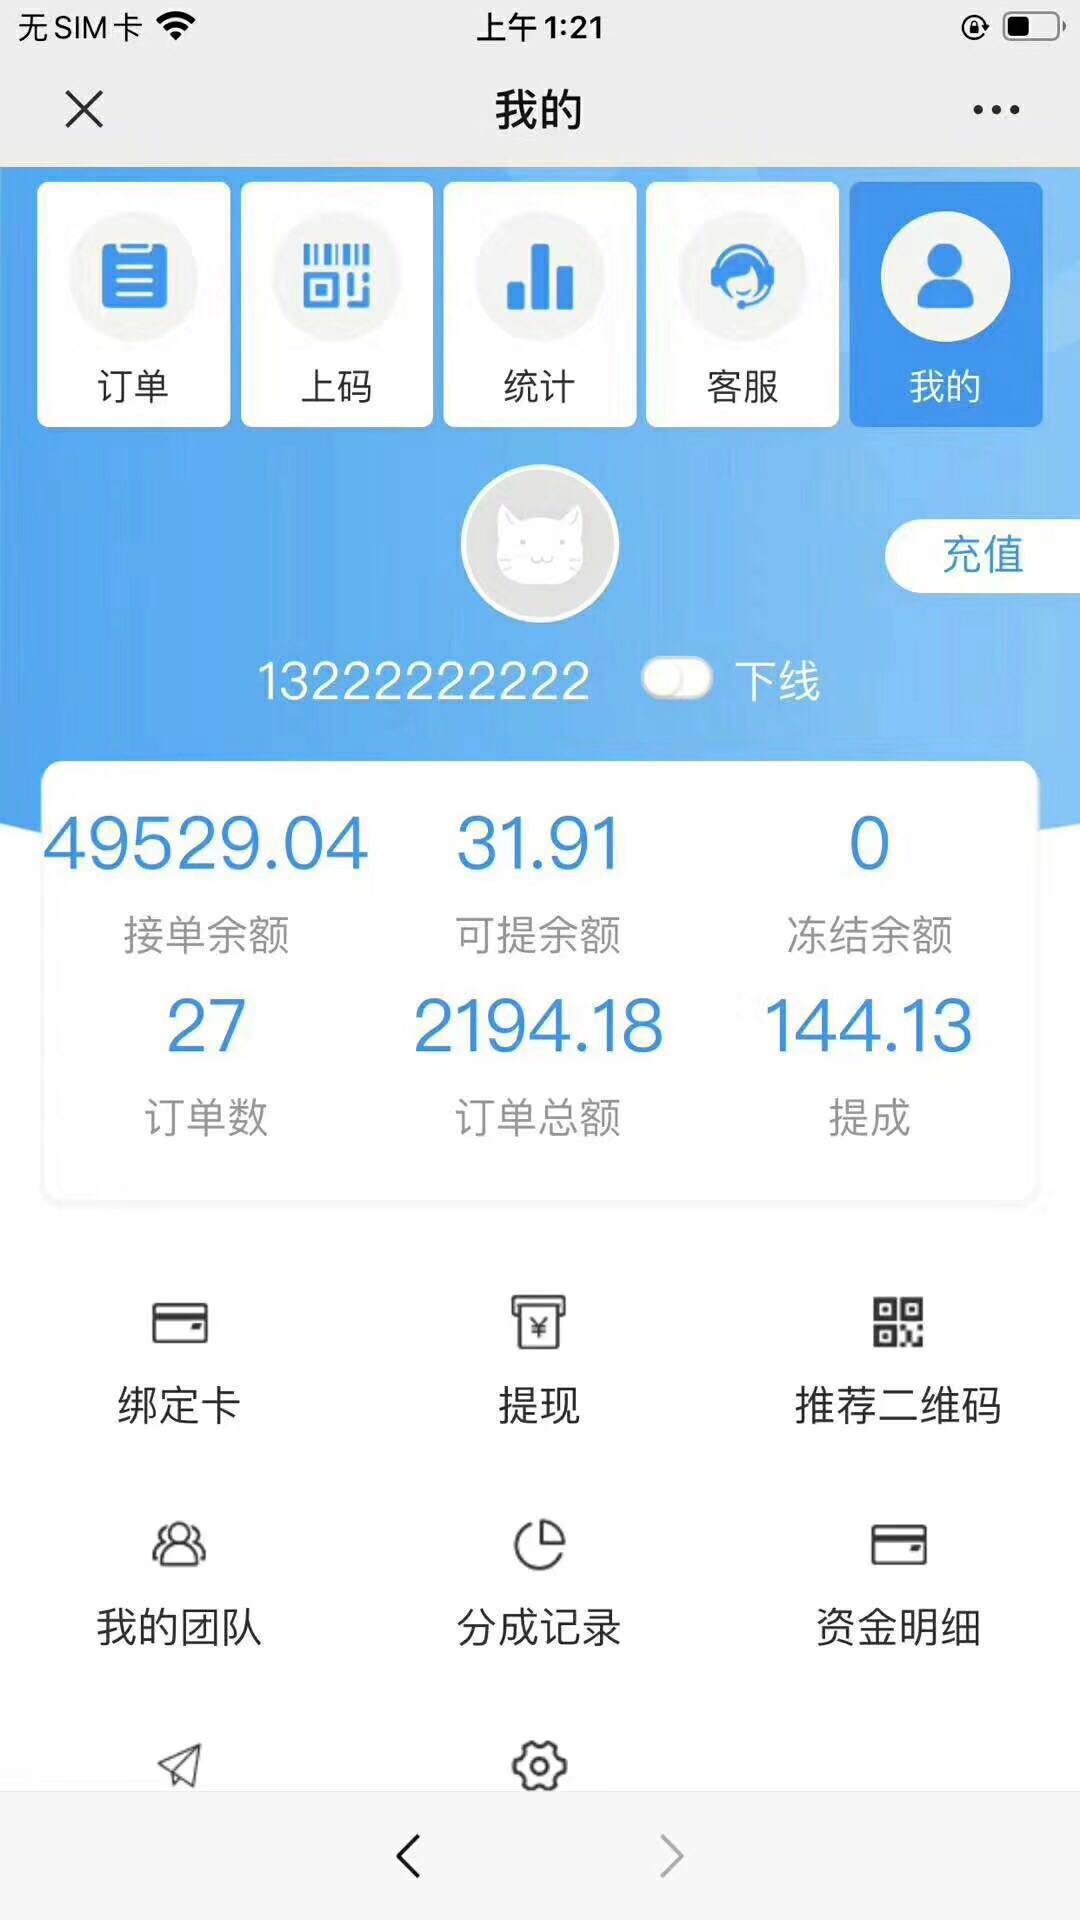 无SIM卡 上午1:21
我的
订单 上码 统计 客服 我的
充值
13222222222 下线
49529.04 31.91 0
接单余额 可提余额 冻结余额
27 2194.18 144.13
订单数 订单总额 提成
绑定卡 提现 推荐二维码
我的团队 分成记录 资金明细